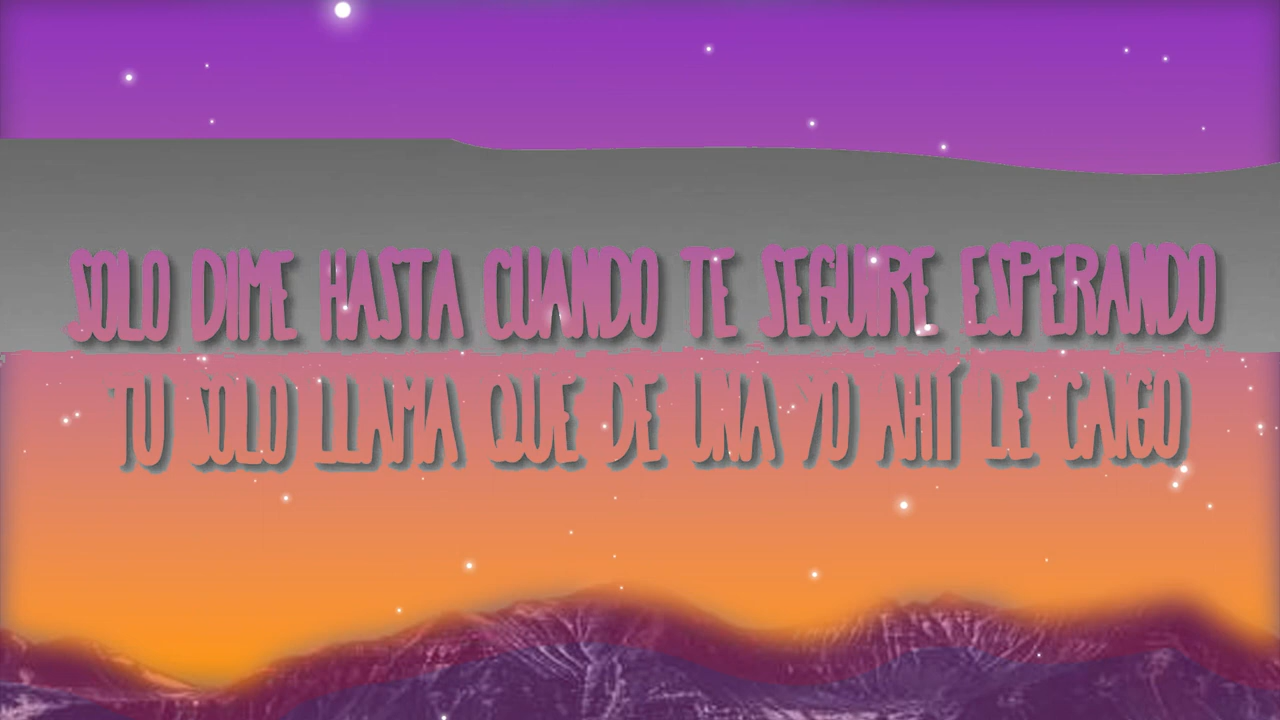 SOLO DIME HASTA CUANDO TE SEGUIRE ESPERANDO
TU SOLO LLAMA QUE DE UNA YO AHÍ LE CAIGO